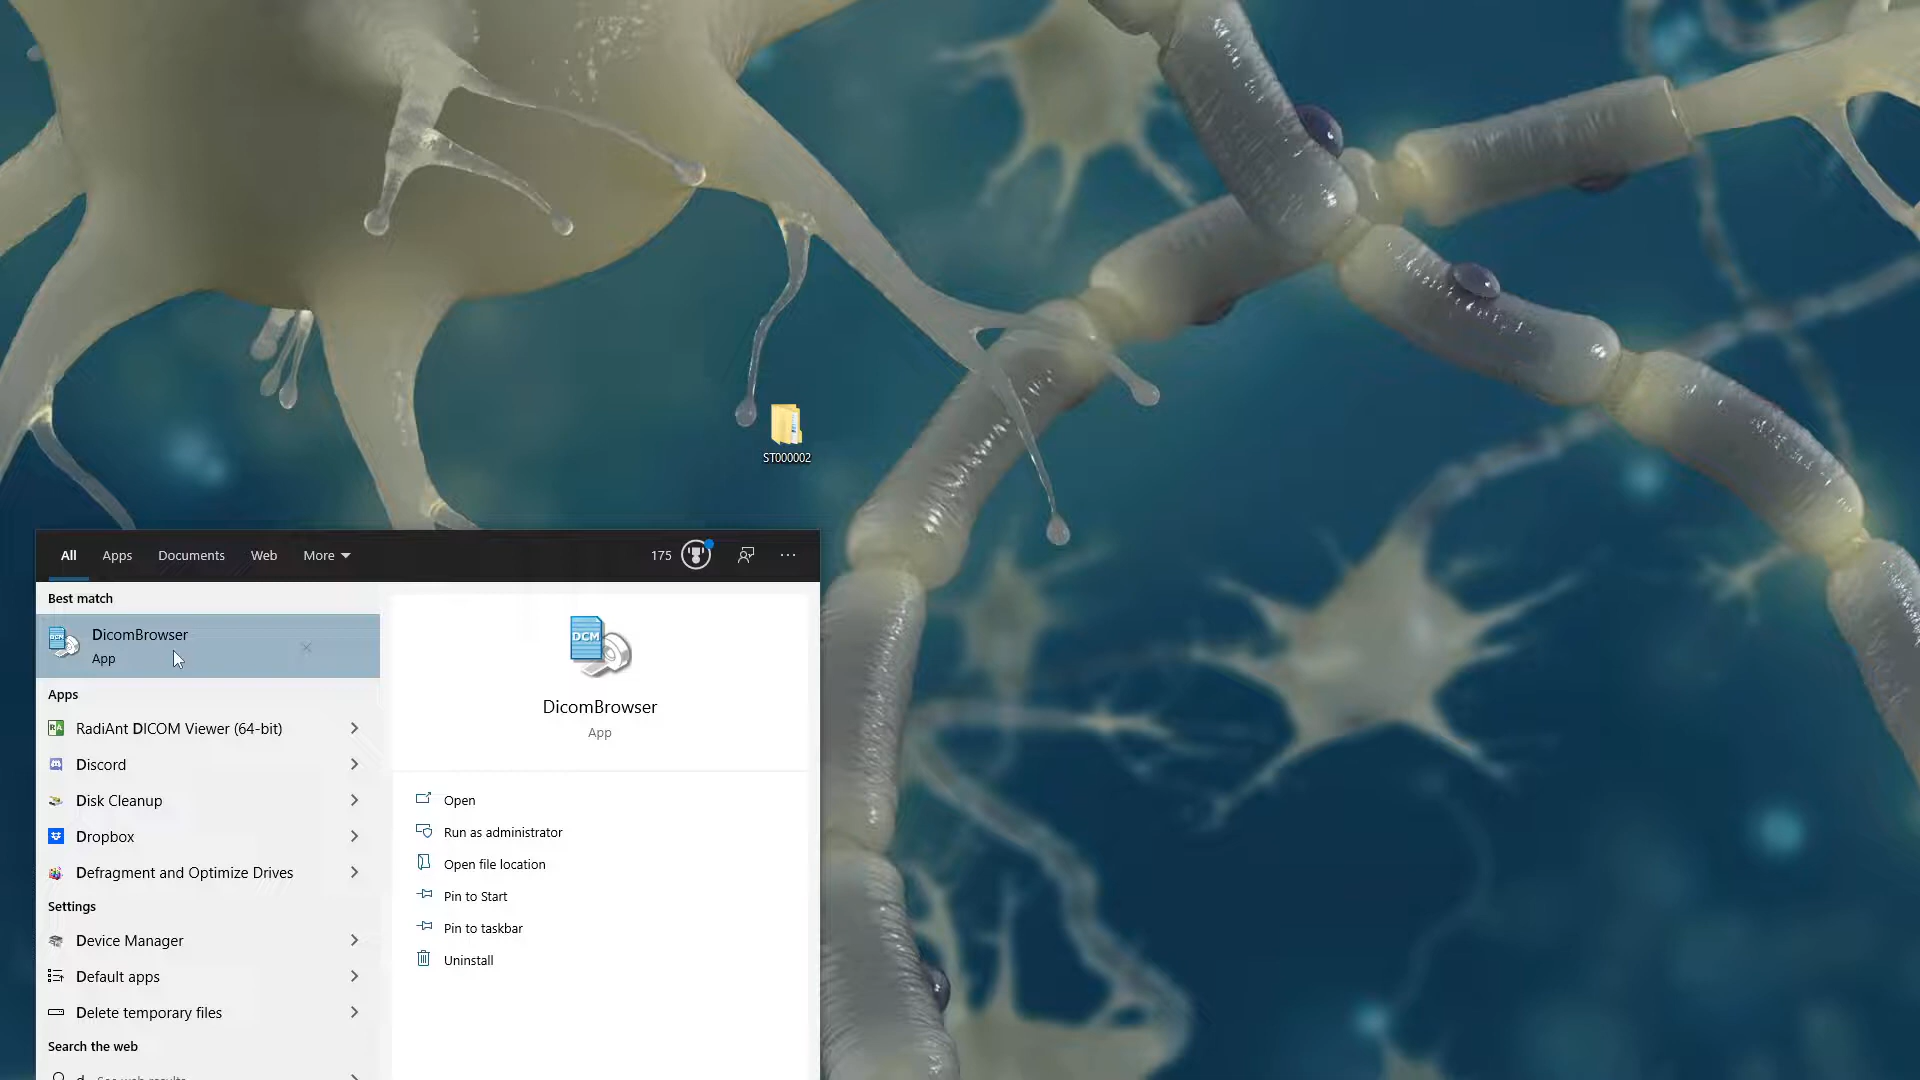 ST000002
All Apps Documents Web More 175
Best match
DicomBrowser
App
Apps
RadiAnt DICOM Viewer (64-bit)
Discord
Disk Cleanup
Dropbox
Defragment and Optimize Drives
Settings
Device Manager
Default apps
Delete temporary files
Search the web
DCM
DicomBrowser
App
Open
Run as administrator
Open file location
Pin to Start
Pin to taskbar
Uninstall